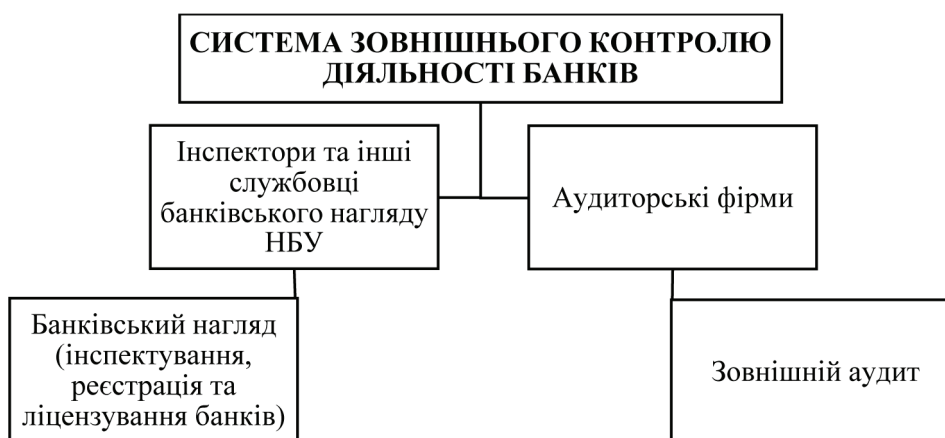 СИСТЕМА ЗОВНІШНЬОГО КОНТРОЛЮ
ДІЯЛЬНОСТІ БАНКІВ
Інспектори та інші
службовці
банківського нагляду
НБУ
Аудиторські фірми
Банківський нагляд
(інспектування,
реєстрація та
ліцензування банків)
Зовнішній аудит